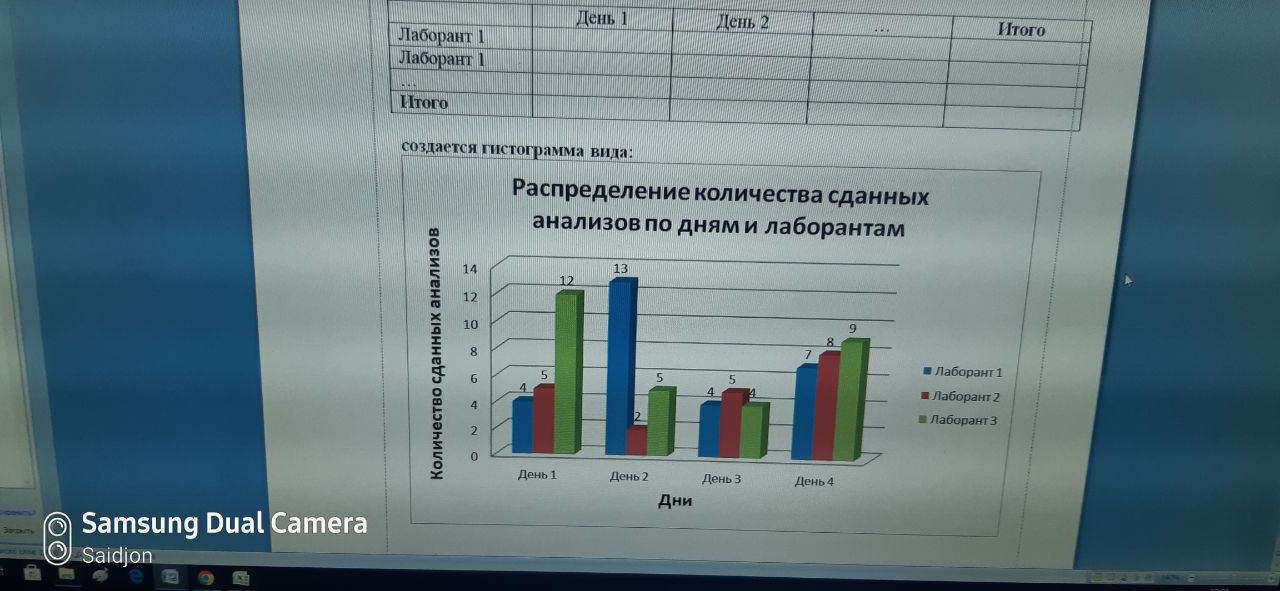 День 1 День 2 … Итого
Лаборант 1
Лаборант 1
…
Итого
создается гистограмма вида:
Распределение количества сданных
анализов по дням и лаборантам
Количество сданных анализов
14
12
10
8
6
4
2
0
4 5 12
13 2 5
4 5 4
7 8 9
День 1 День 2 День 3 День 4
Дни
Лаборант 1
Лаборант 2
Лаборант 3
Samsung Dual Camera
Saidjon